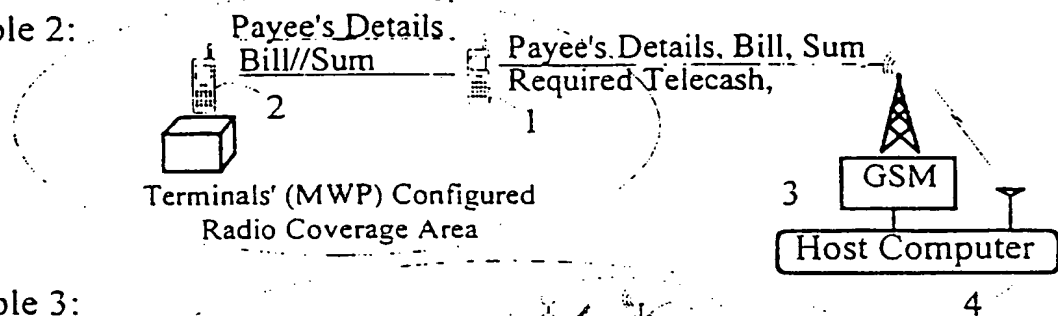 ple 2:
Payee's Details.
Bill//Sum
Payee's Details, Bill, Sum
Required Telecash,
2
1
Terminals' (MWP) Configured
Radio Coverage Area
3
GSM
Host Computer
4
ple 3: